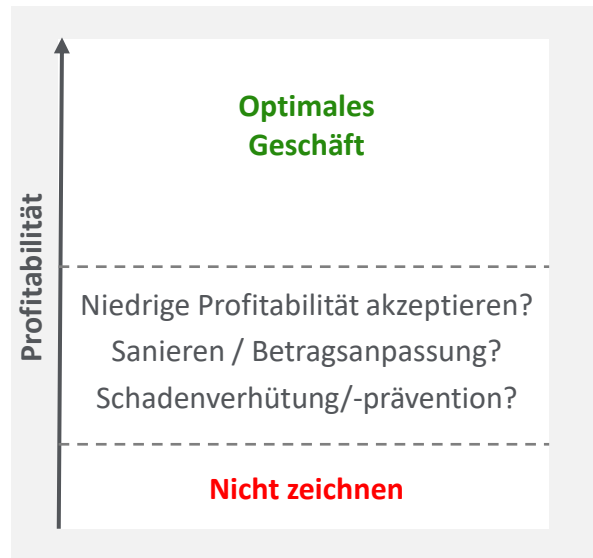 Optimales
Geschäft
Profitabilität
Niedrige Profitabilität akzeptieren?
Sanieren / Betragsanpassung?
Schadenverhütung/-prävention?
Nicht zeichnen